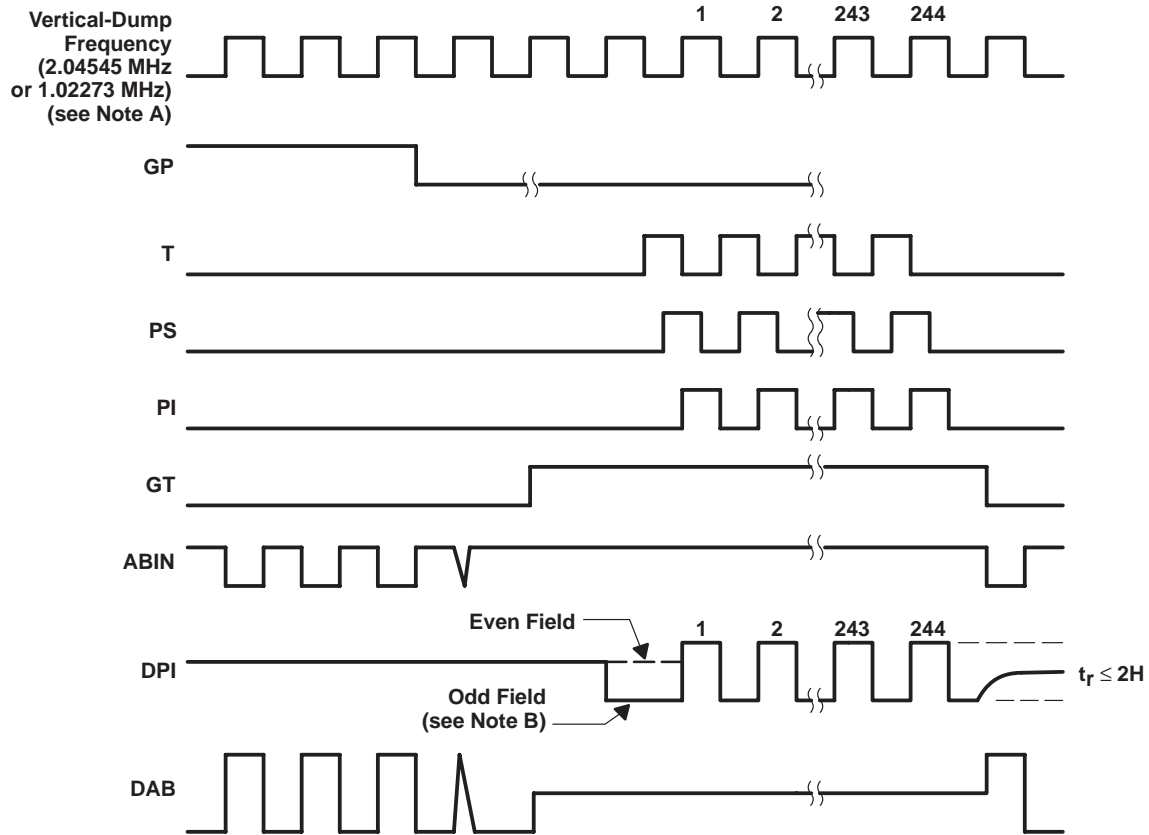 1 2 243 244
Vertical-Dump
Frequency
(2.04545 MHz
or 1.02273 MHz)
(see Note A)
GP
T
PS
PI
GT
ABIN
Even Field
1 2 243 244
DPI
tr ≤ 2H
Odd Field
(see Note B)
DAB